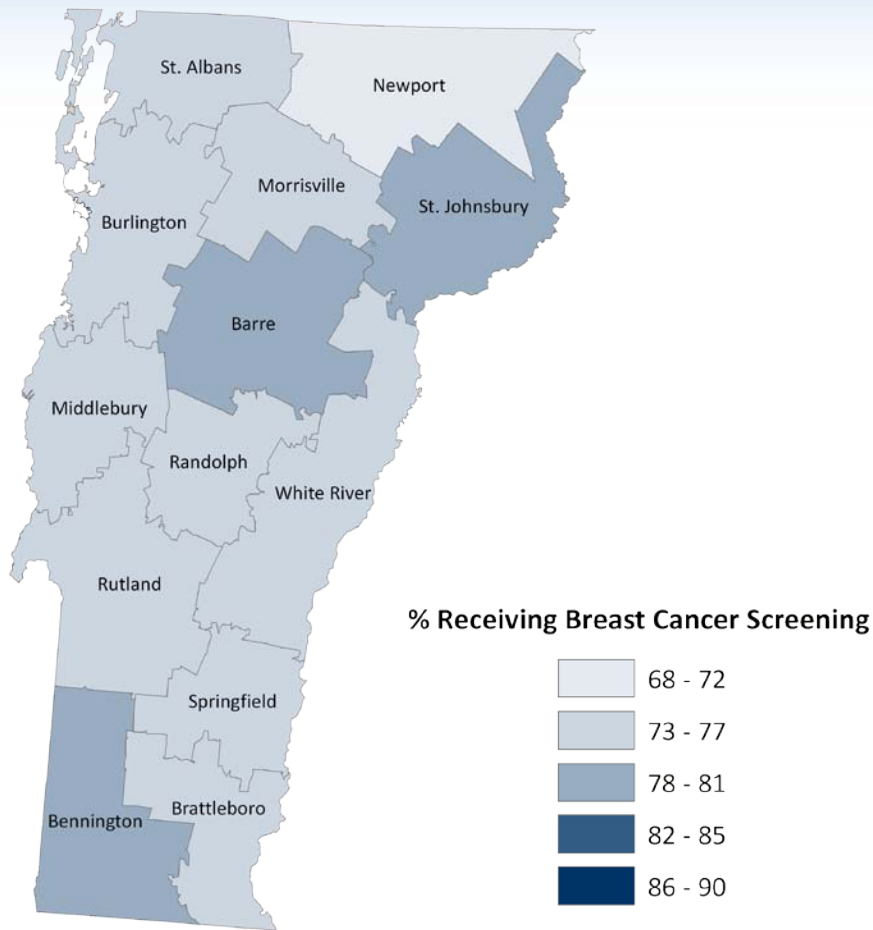 St. Albans
Newport
Morrisville
St. Johnsbury
Burlington
Barre
Middlebury
Randolph
White River
Rutland
% Receiving Breast Cancer Screening
68 - 72
Springfield
73 - 77
78 - 81
Brattleboro
Bennington
82 - 85
86 - 90